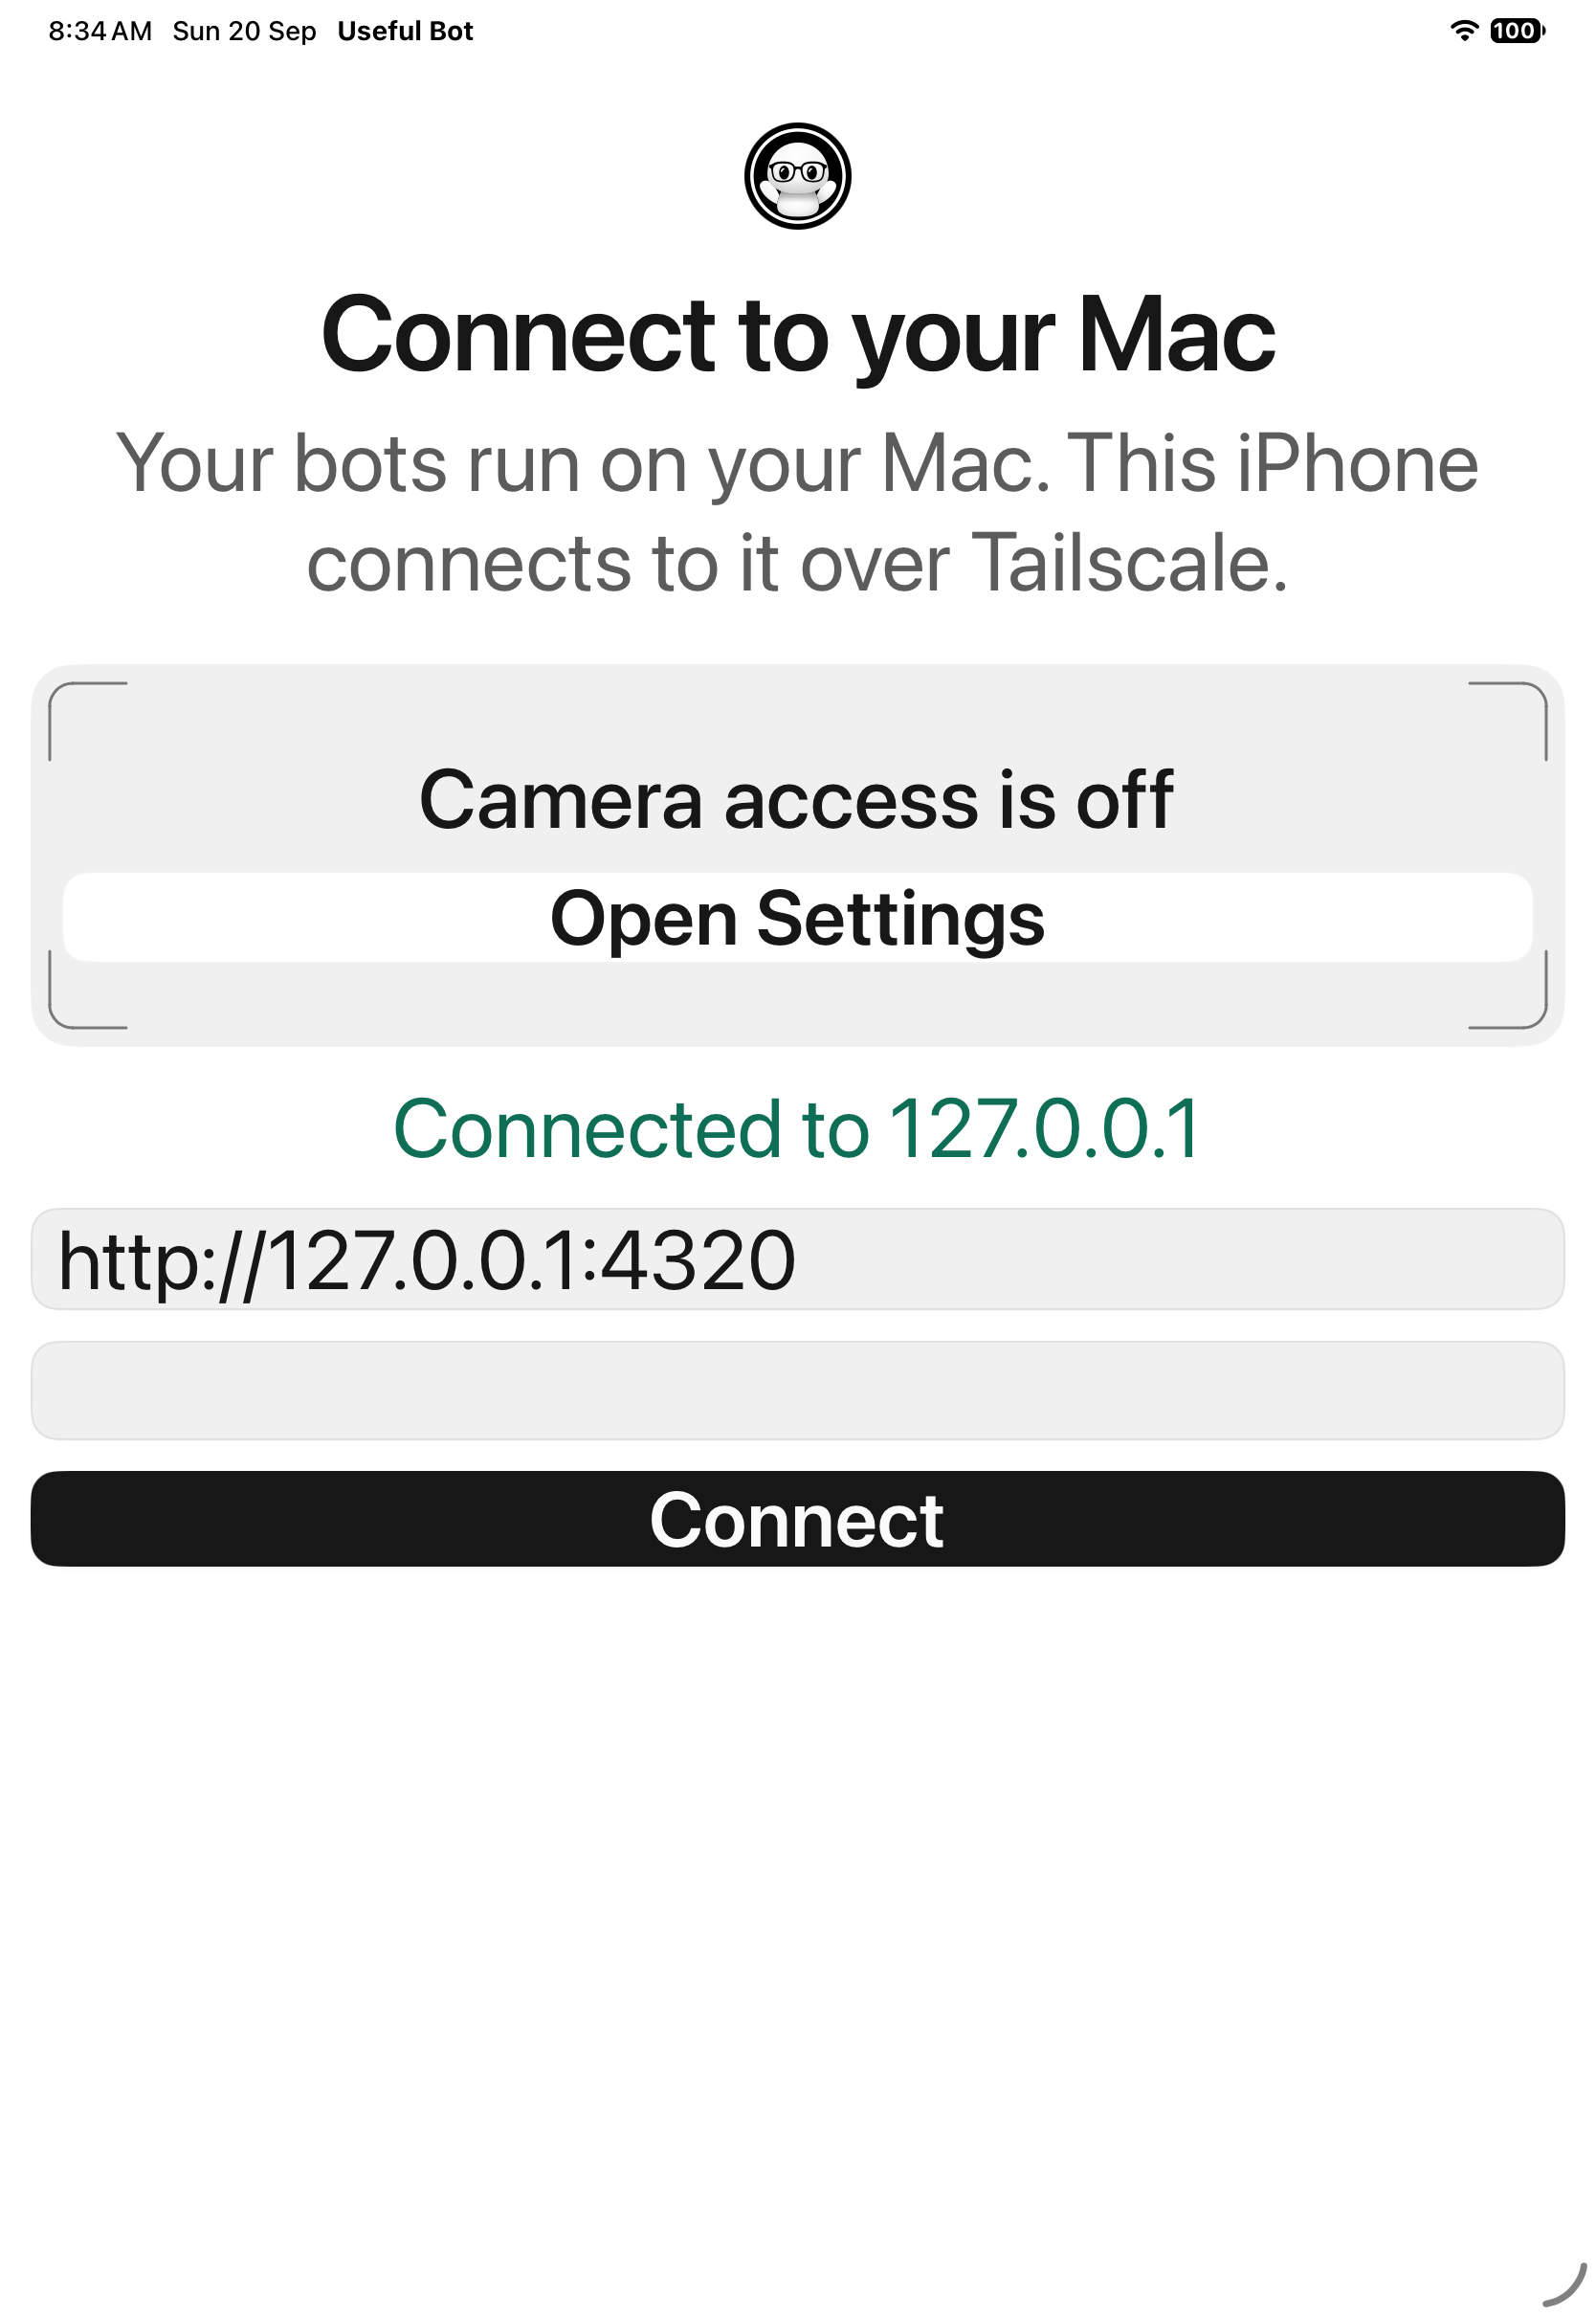 8:34 AM Sun 20 Sep Useful Bot 100
Connect to your Mac
Your bots run on your Mac. This iPhone
connects to it over Tailscale.
Camera access is off
Open Settings
Connected to 127.0.0.1
http://127.0.0.1:4320
Connect